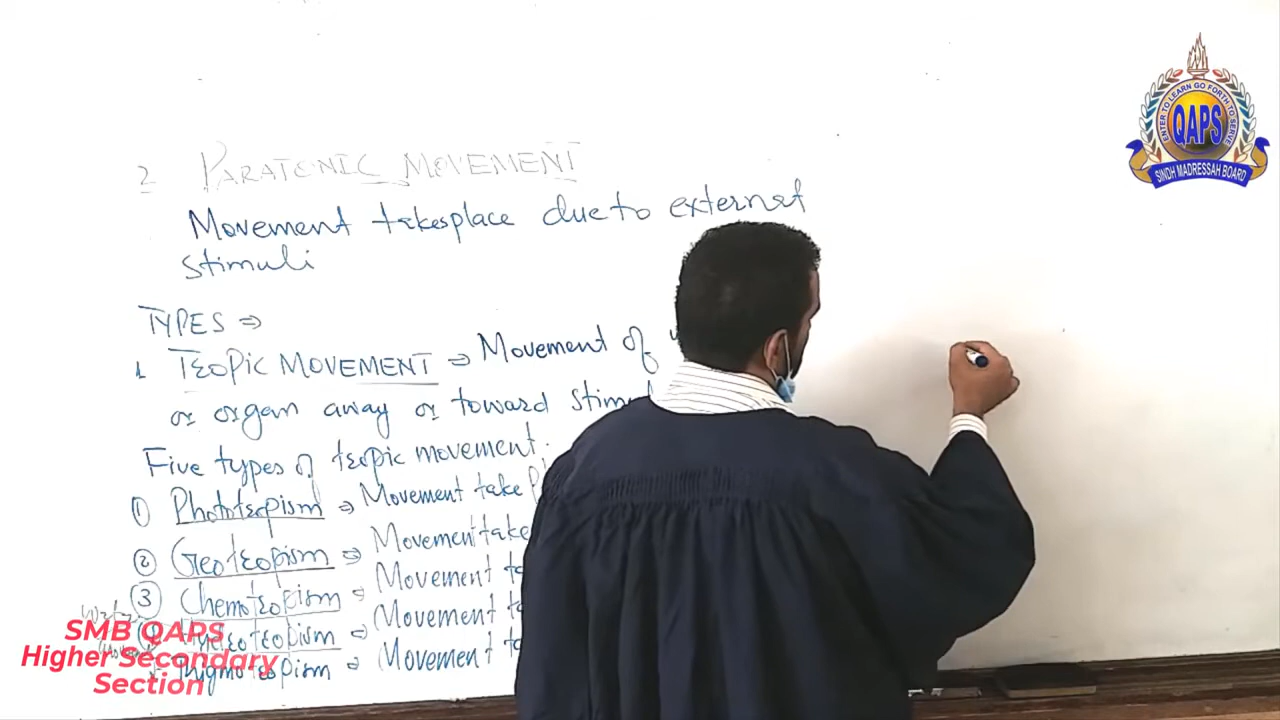 2 PARATONIC MOVEMENT
Movement takesplace due to external
stimuli
TYPES ⇒
1 TROPIC MOVEMENT ⇒ Movement of
or organ away or toward
Five types of tropic movement.
① Phototropism ⇒ Movement take
② Geotropism ⇒ Movement take
③ Chemotropism ⇒ Movement
⇒ Movement
Thigmotropism ⇒ Movement
SMB QAPS
Higher Secondary
Section
ENTER TO LEARN GO FORTH TO SERVE
QAPS
SINDH MADRESSAH BOARD